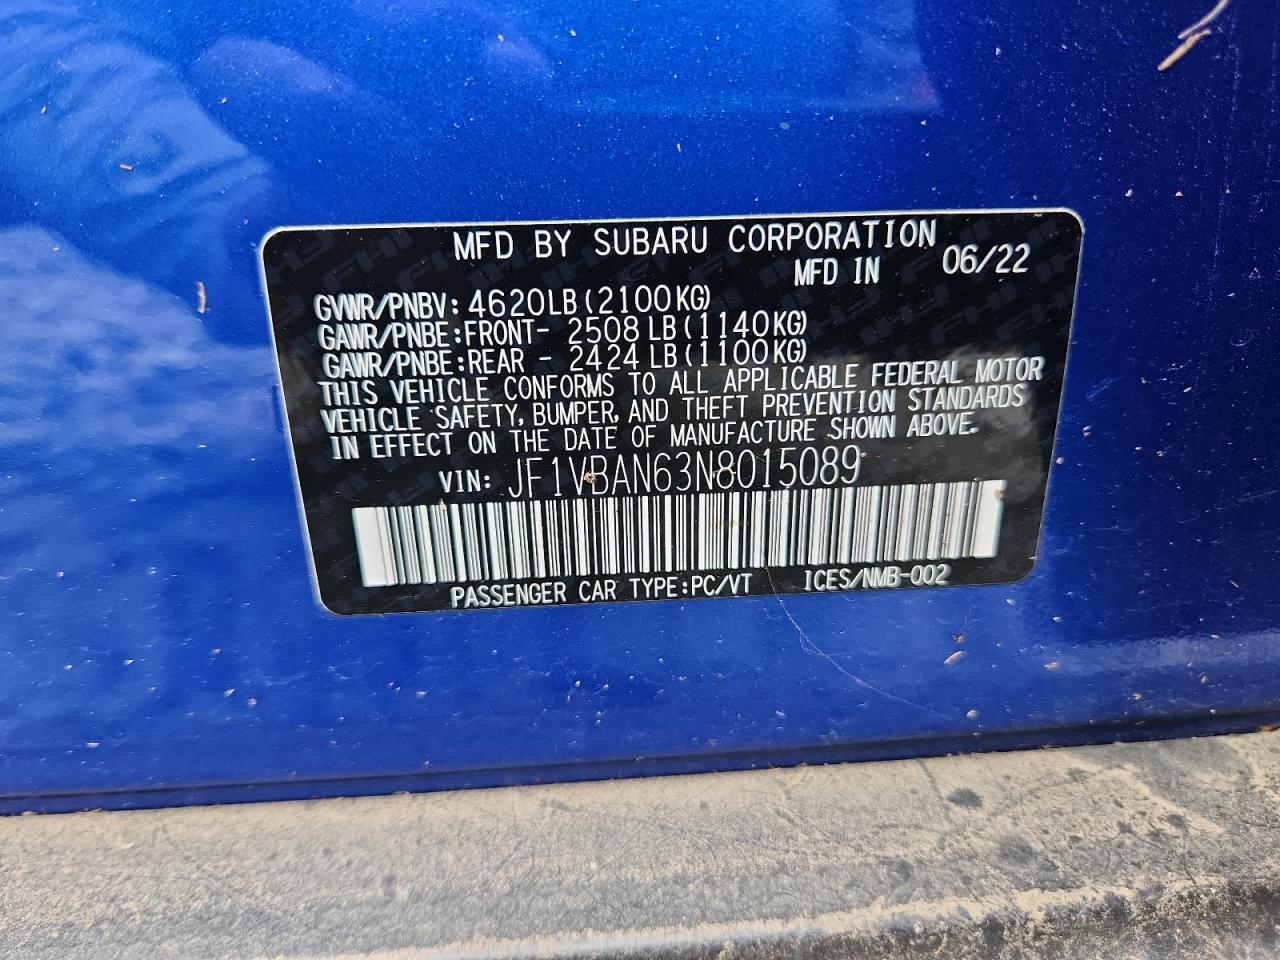 MFD BY SUBARU CORPORATION
MFD IN 06/22
GVWR/PNBV: 4620LB (2100KG)
GAWR/PNBE: FRONT- 2508 LB (1140KG)
GAWR/PNBE: REAR - 2424 LB (1100KG)
THIS VEHICLE CONFORMS TO ALL APPLICABLE FEDERAL MOTOR
VEHICLE SAFETY, BUMPER, AND THEFT PREVENTION STANDARDS
IN EFFECT ON THE DATE OF MANUFACTURE SHOWN ABOVE.
VIN: JF1VBAN63N8015089
PASSENGER CAR TYPE: PC/VT ICES/NMB-002